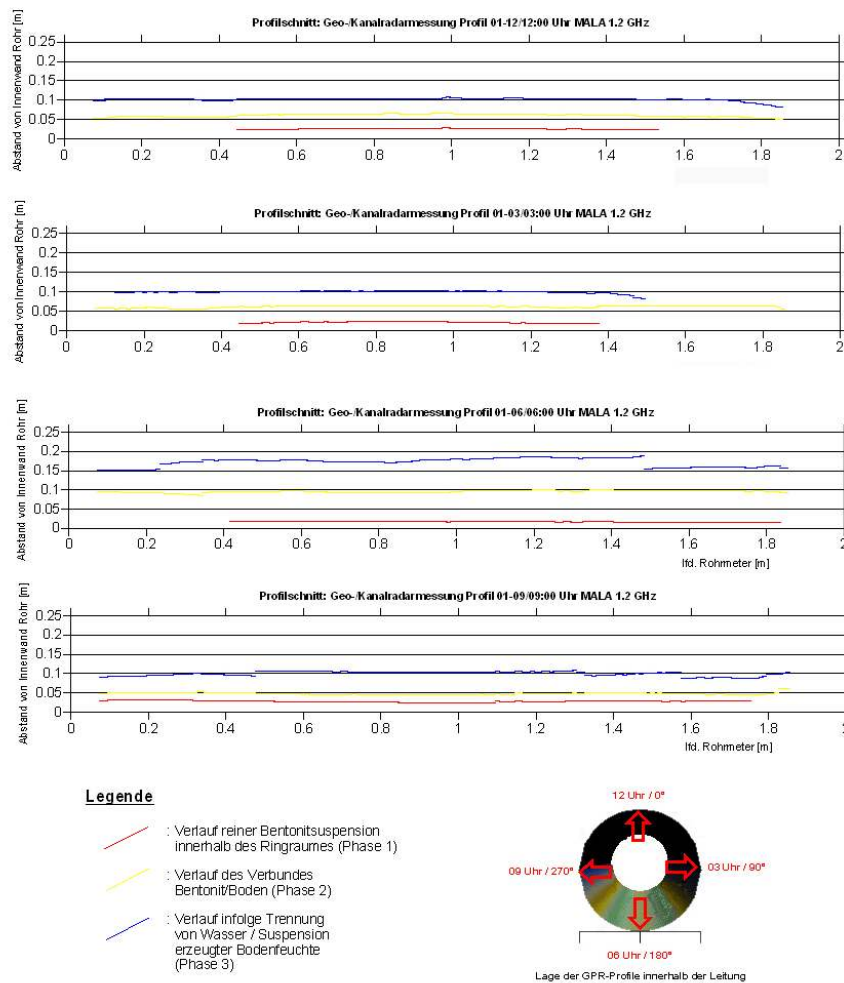 Profilschnitt: Geo-/Kanalradarmessung Profil 01-12/12:00 Uhr MALA 1.2 GHz
Abstand von Innenwand Rohr [m]
0.25
0.2
0.15
0.1
0.05
0
0 0.2 0.4 0.6 0.8 1 1.2 1.4 1.6 1.8 2
Profilschnitt: Geo-/Kanalradarmessung Profil 01-03/03:00 Uhr MALA 1.2 GHz
Abstand von Innenwand Rohr [m]
0.25
0.2
0.15
0.1
0.05
0
0 0.2 0.4 0.6 0.8 1 1.2 1.4 1.6 1.8 2
Profilschnitt: Geo-/Kanalradarmessung Profil 01-06/06:00 Uhr MALA 1.2 GHz
Abstand von Innenwand Rohr [m]
0.25
0.2
0.15
0.1
0.05
0
0 0.2 0.4 0.6 0.8 1 1.2 1.4 1.6 1.8 2
lfd. Rohrmeter [m]
Profilschnitt: Geo-/Kanalradarmessung Profil 01-09/09:00 Uhr MALA 1.2 GHz
Abstand von Innenwand Rohr [m]
0.25
0.2
0.15
0.1
0.05
0
0 0.2 0.4 0.6 0.8 1 1.2 1.4 1.6 1.8 2
lfd. Rohrmeter [m]
Legende
: Verlauf reiner Bentonitsuspension
innerhalb des Ringraumes (Phase 1)
: Verlauf des Verbundes
Bentonit/Boden (Phase 2)
: Verlauf infolge Trennung
von Wasser / Suspension
erzeugter Bodenfeuchte
(Phase 3)
12 Uhr / 0°
09 Uhr / 270°
03 Uhr / 90°
06 Uhr / 180°
Lage der GPR-Profile innerhalb der Leitung